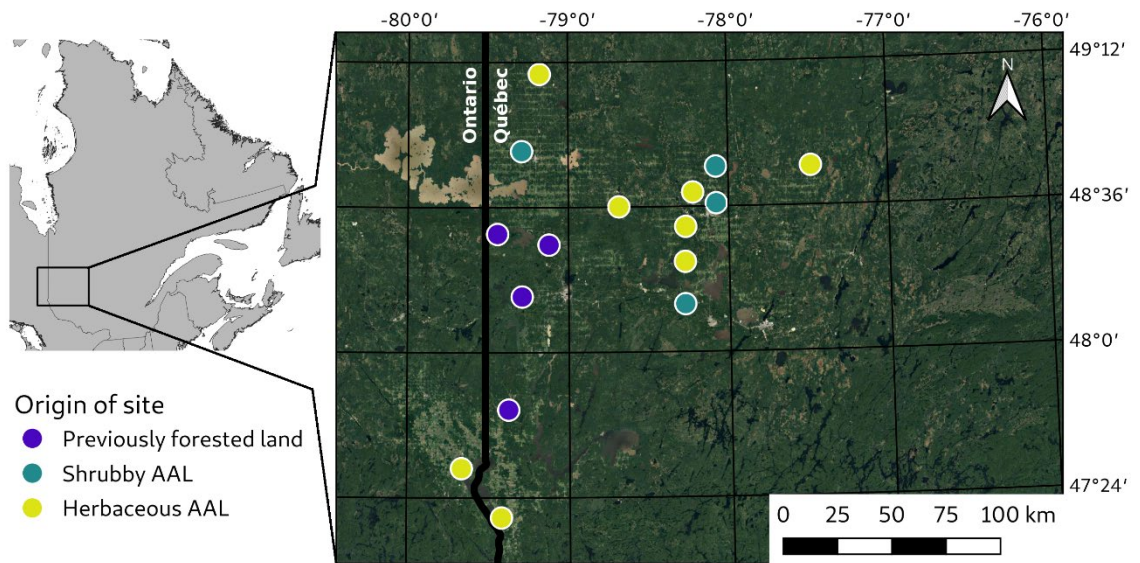 -80°0′ -79°0′ -78°0′ -77°0′ -76°0′
49°12′
N
Ontario
Québec
48°36′
48°0′
47°24′
Origin of site
Previously forested land
Shrubby AAL
Herbaceous AAL
0 25 50 75 100 km